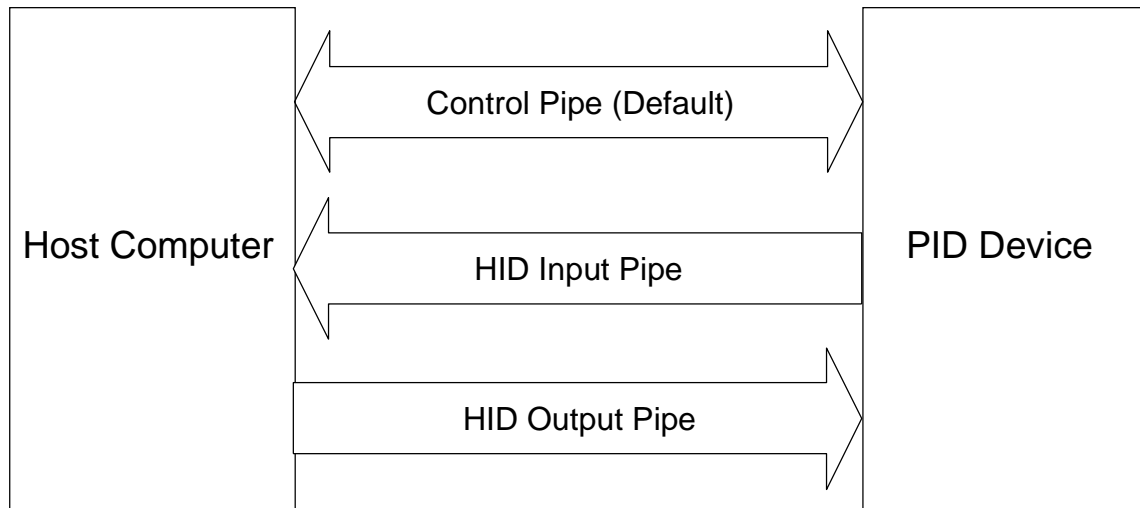 Control Pipe (Default)
Host Computer
HID Input Pipe
PID Device
HID Output Pipe